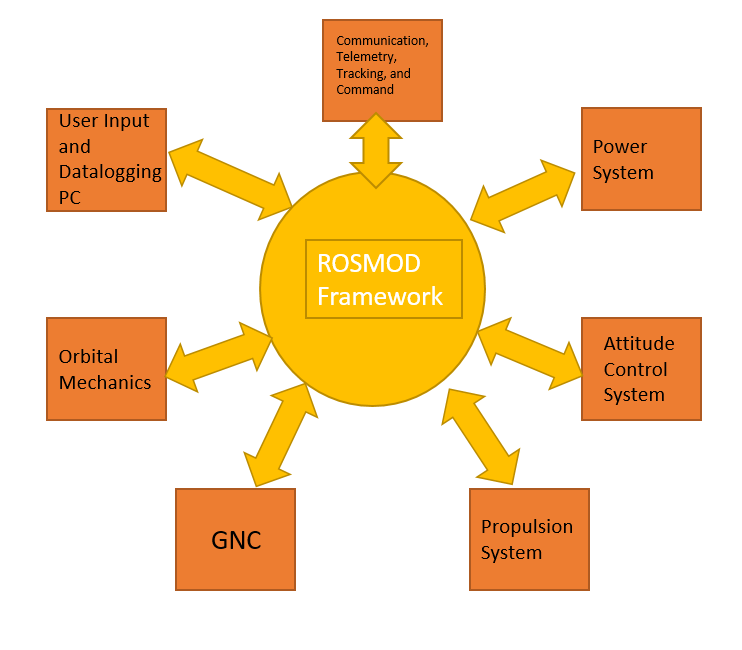 Communication,
Telemetry,
Tracking, and
Command
User Input
and
Datalogging
PC
Power
System
ROSMOD
Framework
Orbital
Mechanics
Attitude
Control
System
GNC
Propulsion
System